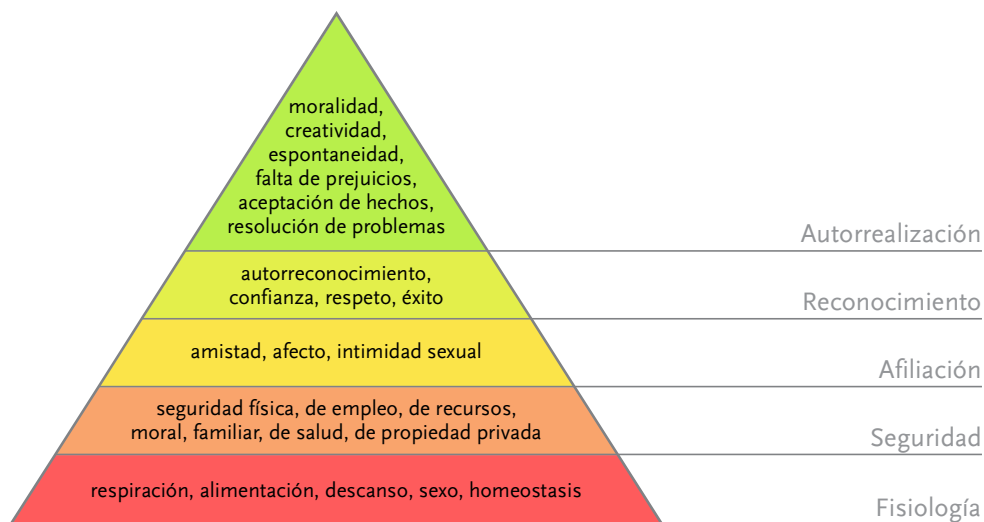 moralidad,
creatividad,
espontaneidad,
falta de prejuicios,
aceptación de hechos,
resolución de problemas
Autorrealización
autorreconocimiento,
confianza, respeto, éxito
Reconocimiento
amistad, afecto, intimidad sexual
Afiliación
seguridad física, de empleo, de recursos,
moral, familiar, de salud, de propiedad privada
Seguridad
respiración, alimentación, descanso, sexo, homeostasis
Fisiología